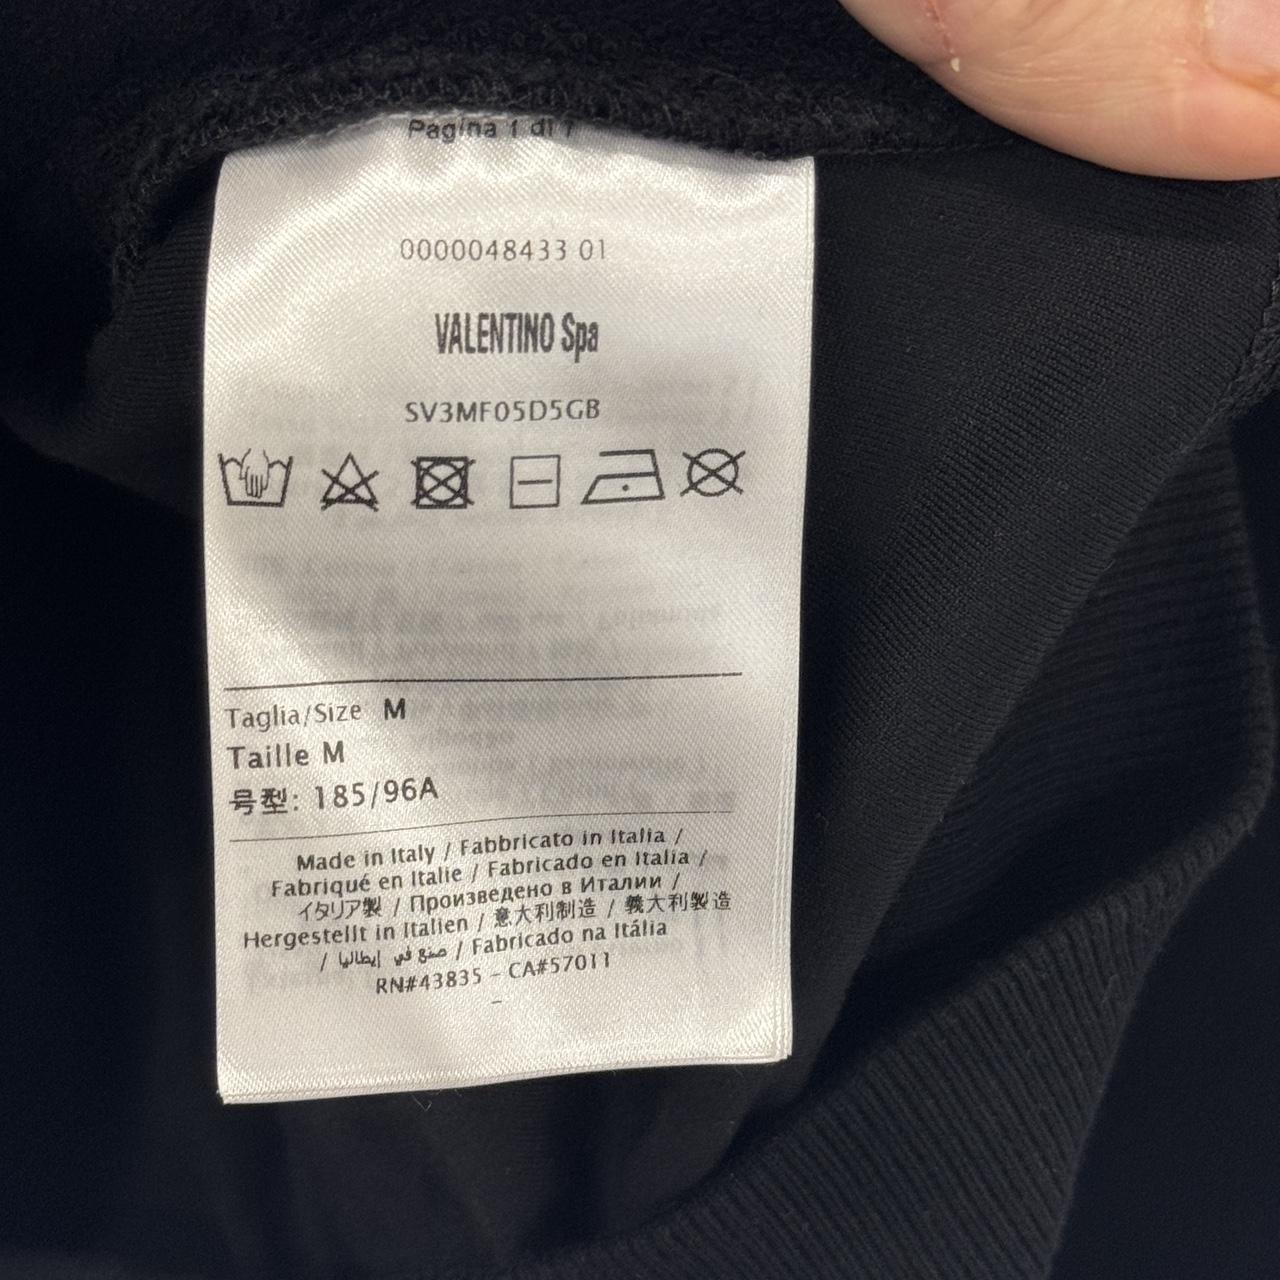 Pagina 1 di 1
0000048433 01
VALENTINO Spa
SV3MF05D5GB
Taglia/Size M
Taille M
号型: 185/96A
Made in Italy / Fabbricato in Italia /
Fabriqué en Italie / Fabricado en Italia /
イタリア製 / Произведено в Италии /
Hergestellt in Italien / 意大利制造 / 義大利製造
/ صنع في إيطاليا / Fabricado na Itália
RN#43835 - CA#57011
-